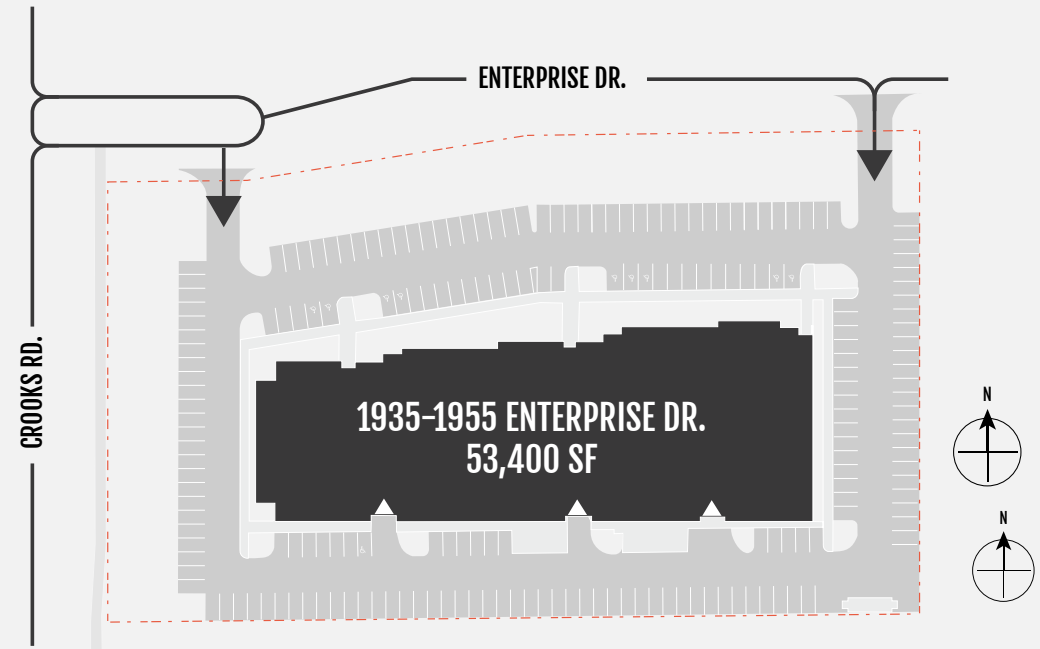 ENTERPRISE DR.
CROOKS RD.
1935-1955 ENTERPRISE DR.
53,400 SF
N
N